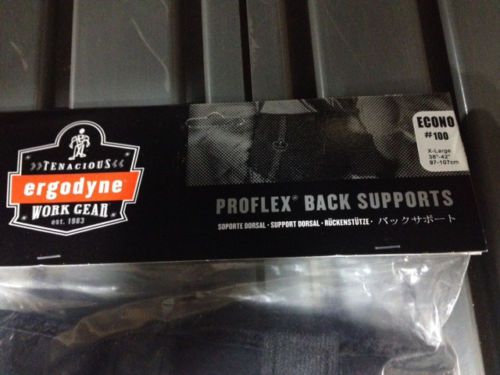 TENACIOUS
ergodyne
WORK GEAR
est. 1983
ECONO
#100
X-Large
38"-42"
97-107cm
PROFLEX® BACK SUPPORTS
SOPORTE DORSAL · SUPPORT DORSAL · RÜCKENSTÜTZE · バックサポート